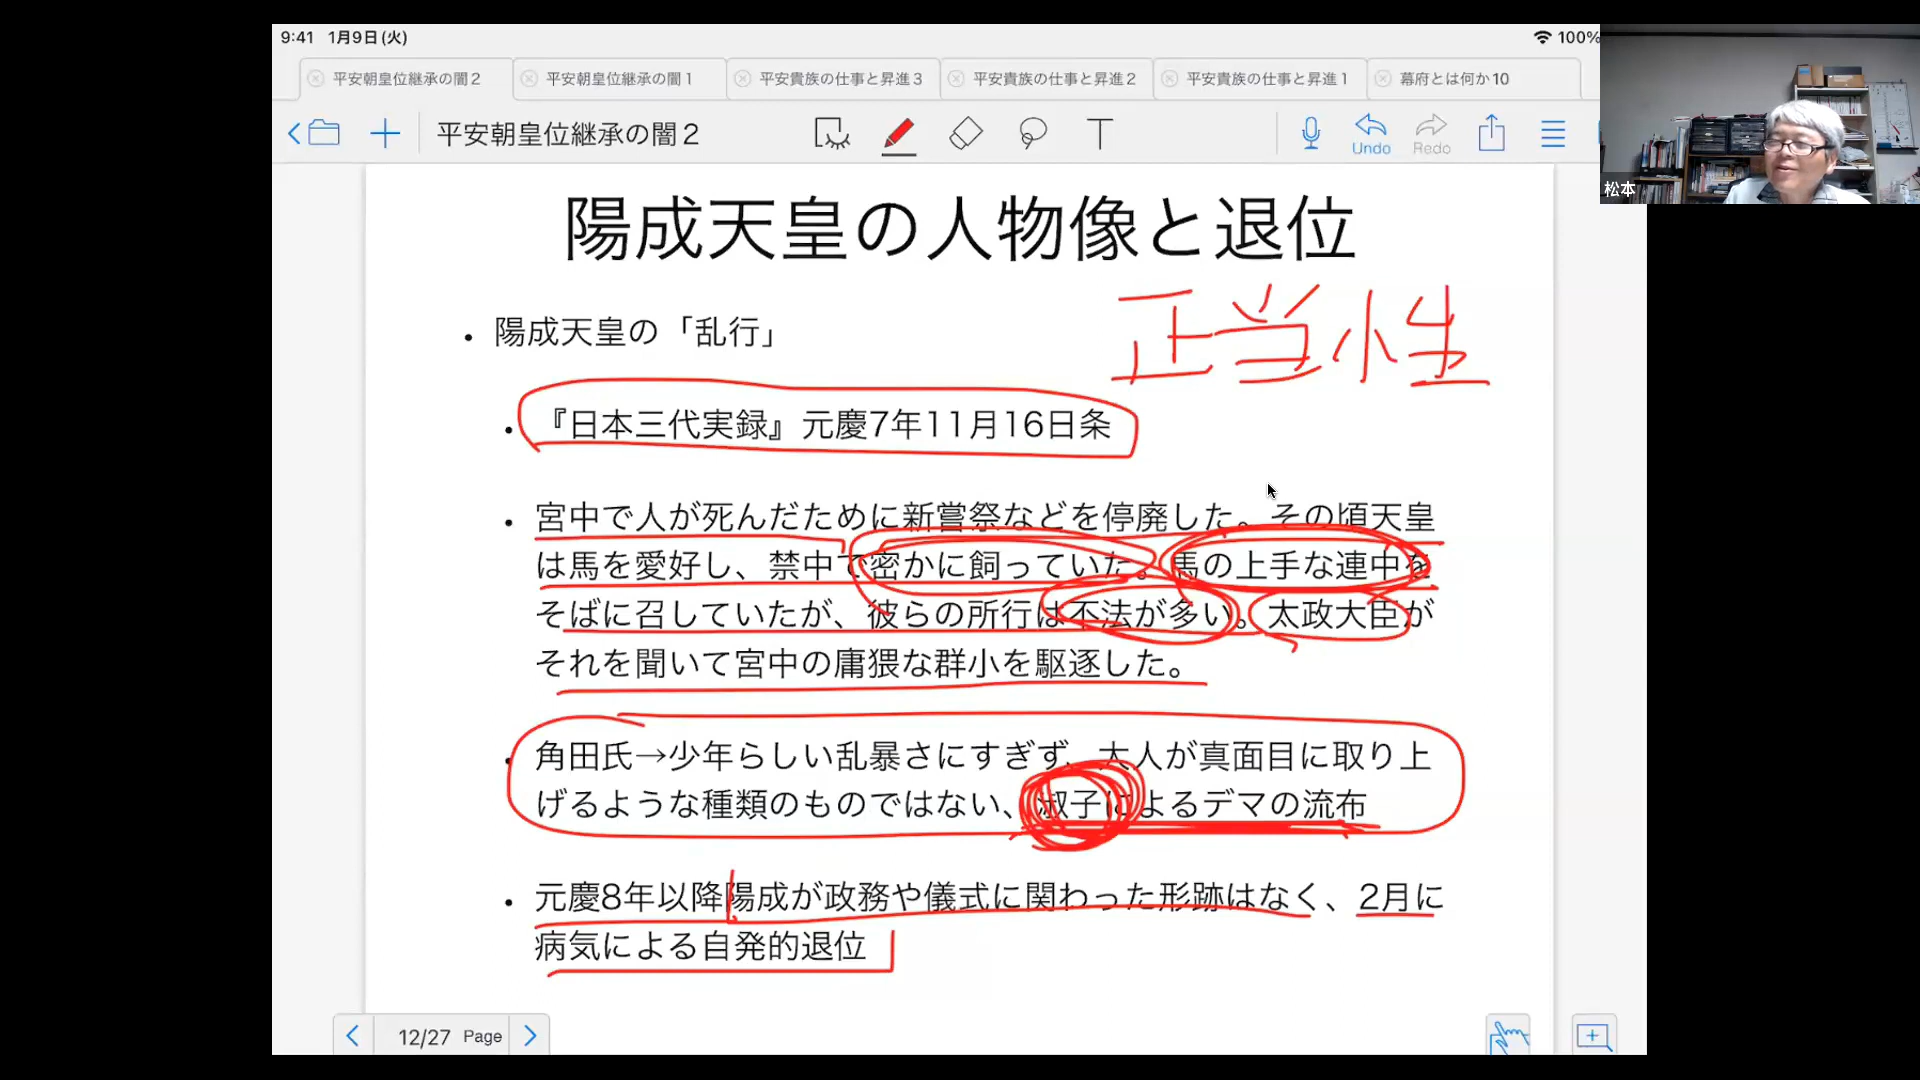 9:41 1月9日(火)
100%
平安朝皇位継承の闇2
平安朝皇位継承の闇1
平安貴族の仕事と昇進3
平安貴族の仕事と昇進2
平安貴族の仕事と昇進1
幕府とは何か10
平安朝皇位継承の闇2
T
Undo
Redo
松本
陽成天皇の人物像と退位
正当性
• 陽成天皇の「乱行」
• 『日本三代実録』元慶7年11月16日条
• 宮中で人が死んだために新嘗祭などを停廃した。その頃天皇
は馬を愛好し、禁中で密かに飼っていた。馬の上手な連中を
そばに召していたが、彼らの所行は不法が多い。太政大臣が
それを聞いて宮中の庸猥な群小を駆逐した。
• 角田氏→少年らしい乱暴さにすぎず、大人が真面目に取り上
げるような種類のものではない、淑子によるデマの流布
• 元慶8年以降陽成が政務や儀式に関わった形跡はなく、2月に
病気による自発的退位
12/27 Page